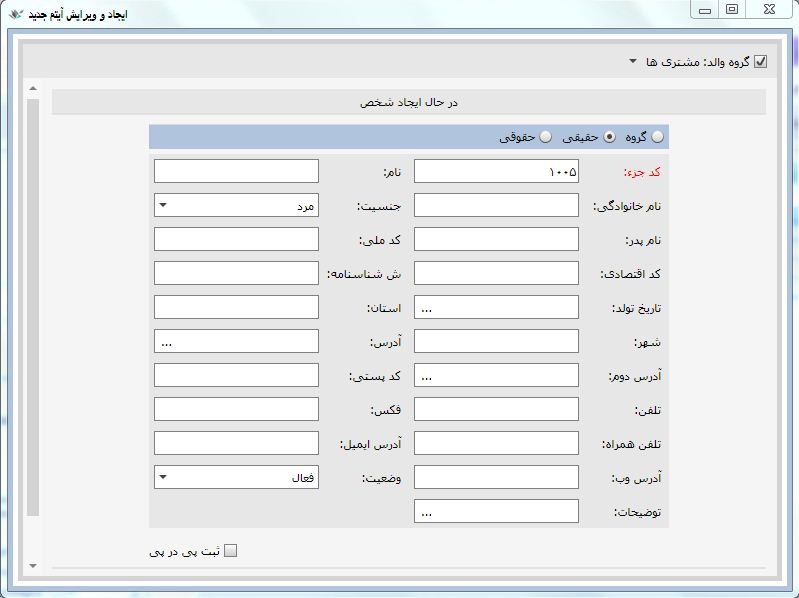 ایجاد و ویرایش آیتم جدید
گروه والد: مشتری ها
در حال ایجاد شخص
گروه حقیقی حقوقی
کد جزء: ۱۰۰۵ نام:
نام خانوادگی: جنسیت: مرد
نام پدر: کد ملی:
کد اقتصادی: ش شناسنامه:
تاریخ تولد: ... استان:
شهر: آدرس: ...
آدرس دوم: ... کد پستی:
تلفن: فکس:
تلفن همراه: آدرس ایمیل:
آدرس وب: وضعیت: فعال
توضیحات: ...
ثبت پی در پی